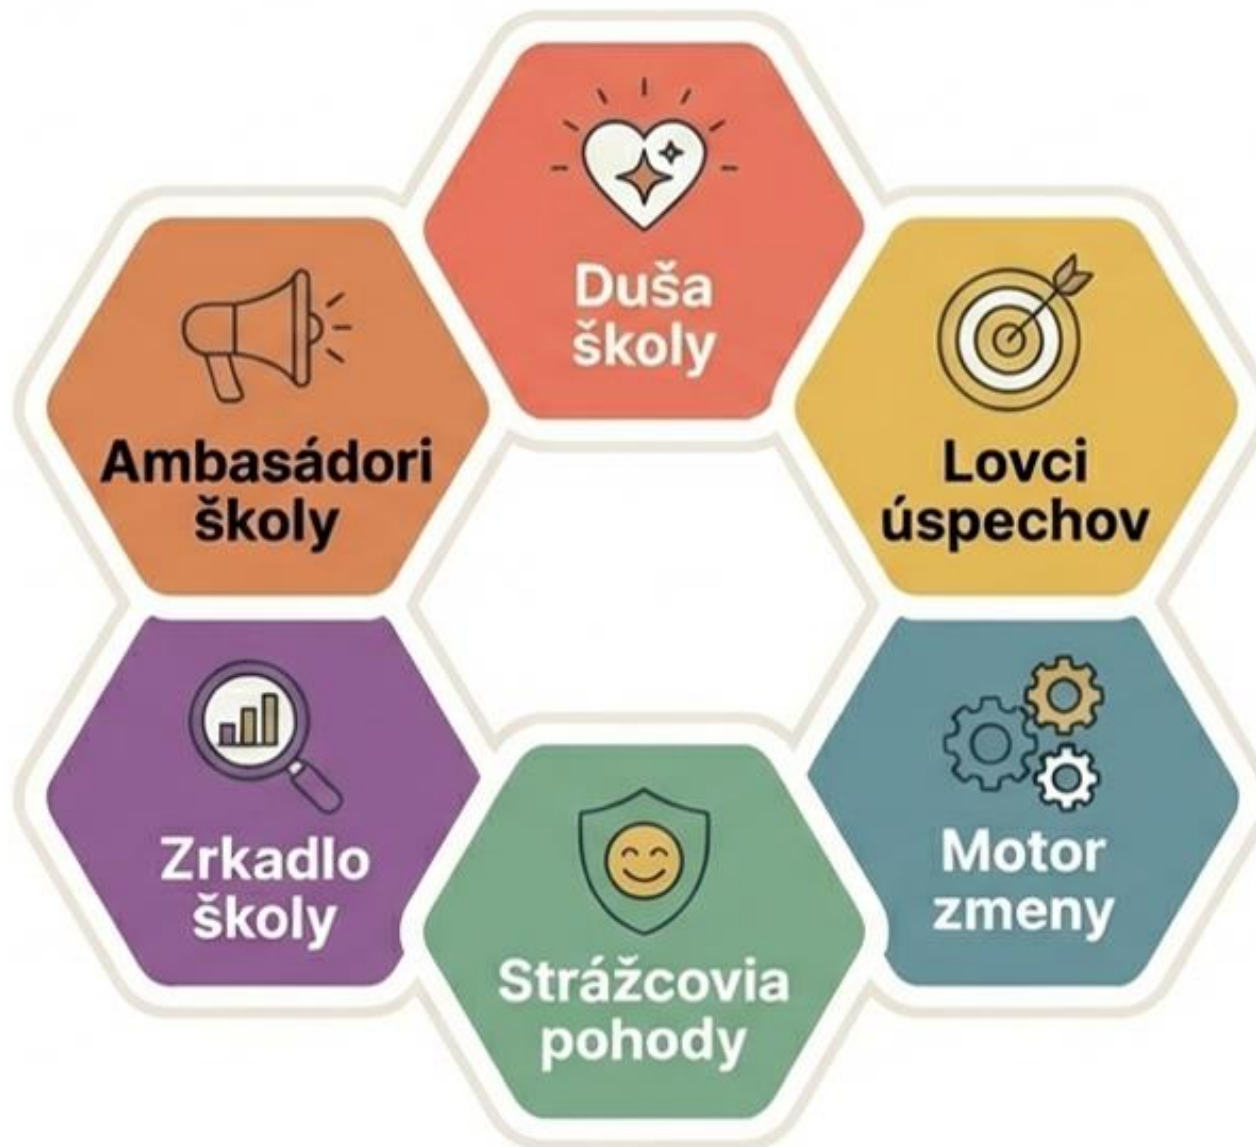 Duša
školy
Ambasádori
školy
Lovci
úspechov
Zrkadlo
školy
Motor
zmeny
Strážcovia
pohody